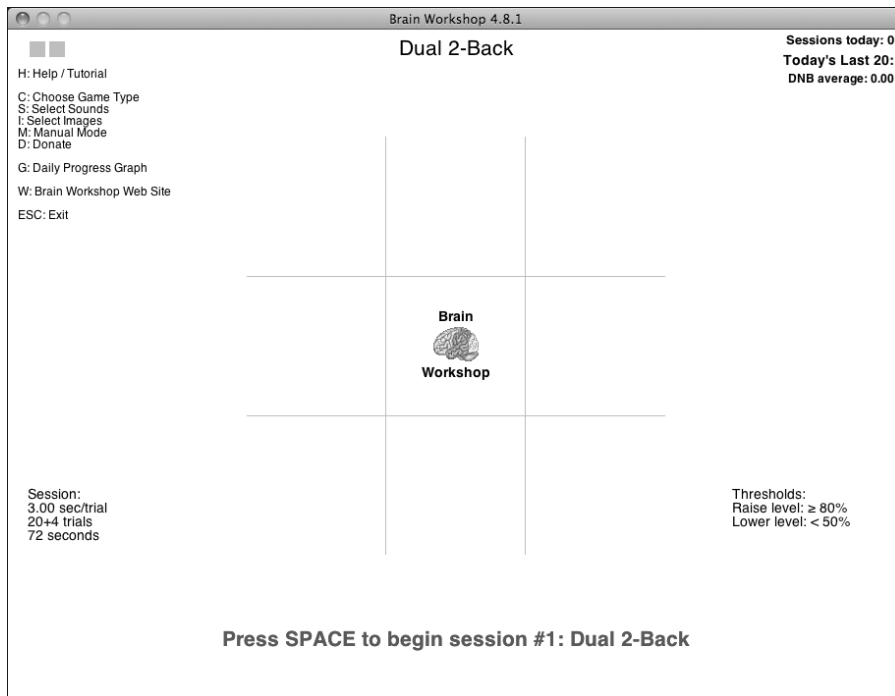 Brain Workshop 4.8.1
Dual 2-Back
Sessions today: 0
Today's Last 20:
DNB average: 0.00
H: Help / Tutorial
C: Choose Game Type
S: Select Sounds
I: Select Images
M: Manual Mode
D: Donate
G: Daily Progress Graph
W: Brain Workshop Web Site
ESC: Exit
Brain
Workshop
Session:
3.00 sec/trial
20+4 trials
72 seconds
Thresholds:
Raise level: ≥ 80%
Lower level: < 50%
Press SPACE to begin session #1: Dual 2-Back